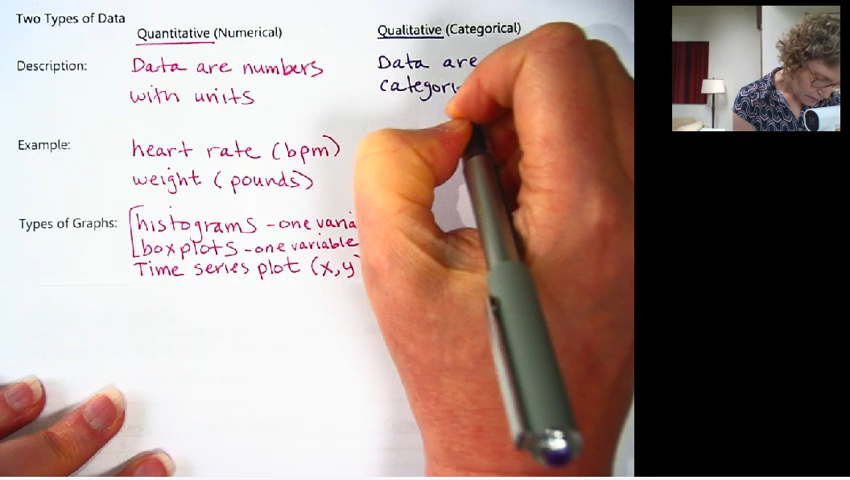 Two Types of Data
Quantitative (Numerical)
Qualitative (Categorical)
Description:
Data are numbers
with units
Data are
Example:
heart rate (bpm)
weight (pounds)
Types of Graphs:
histograms - one
boxplots - one variable
Time series plot (x,y